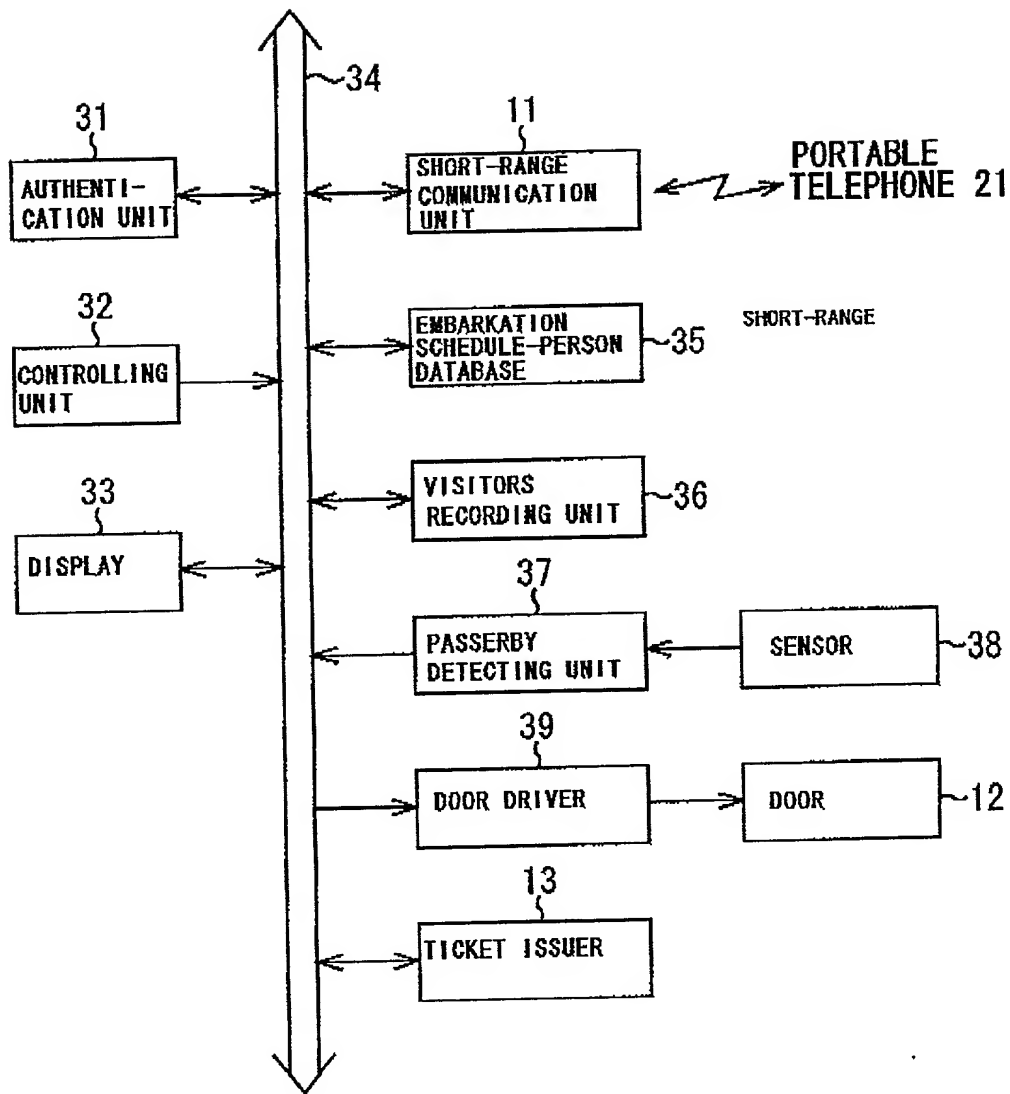 34
31
AUTHENTI-
CATION UNIT
11
SHORT-RANGE
COMMUNICATION
UNIT
PORTABLE
TELEPHONE 21
32
CONTROLLING
UNIT
EMBARKATION
SCHEDULE-PERSON
DATABASE
35
SHORT-RANGE
33
DISPLAY
VISITORS
RECORDING UNIT
36
37
PASSERBY
DETECTING UNIT
SENSOR
38
39
DOOR DRIVER
DOOR
12
13
TICKET ISSUER